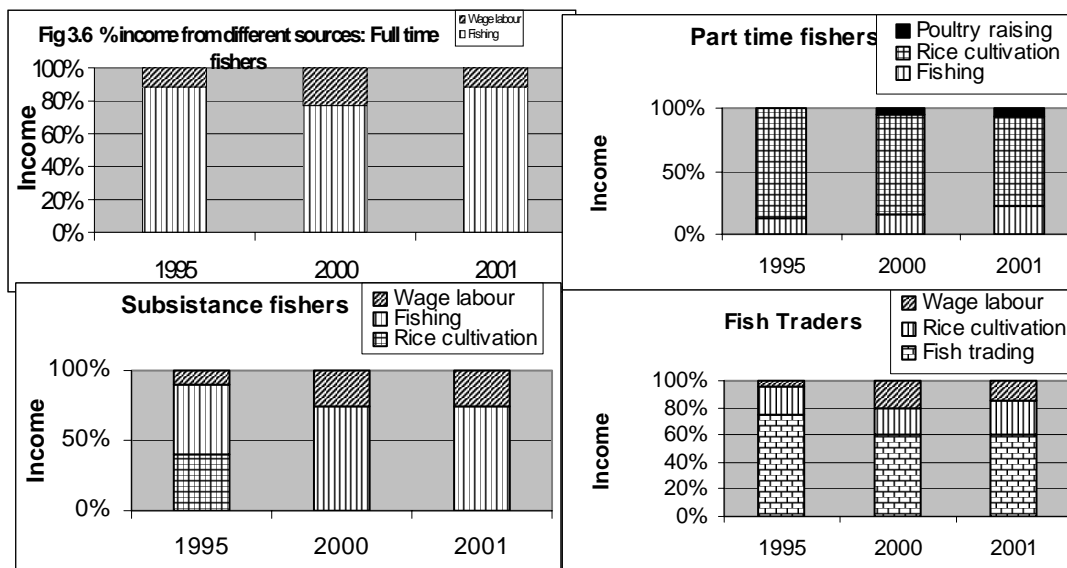 Fig 3.6 % income from different sources: Full time
fishers
Wage labour
Fishing
100%
80%
60%
40%
20%
0%
Income
1995 2000 2001
Part time fishers
Poultry raising
Rice cultivation
Fishing
100%
50%
0%
Income
1995 2000 2001
Subsistance fishers
Wage labour
Fishing
Rice cultivation
100%
50%
0%
Income
1995 2000 2001
Fish Traders
Wage labour
Rice cultivation
Fish trading
100%
80%
60%
40%
20%
0%
Income
1995 2000 2001